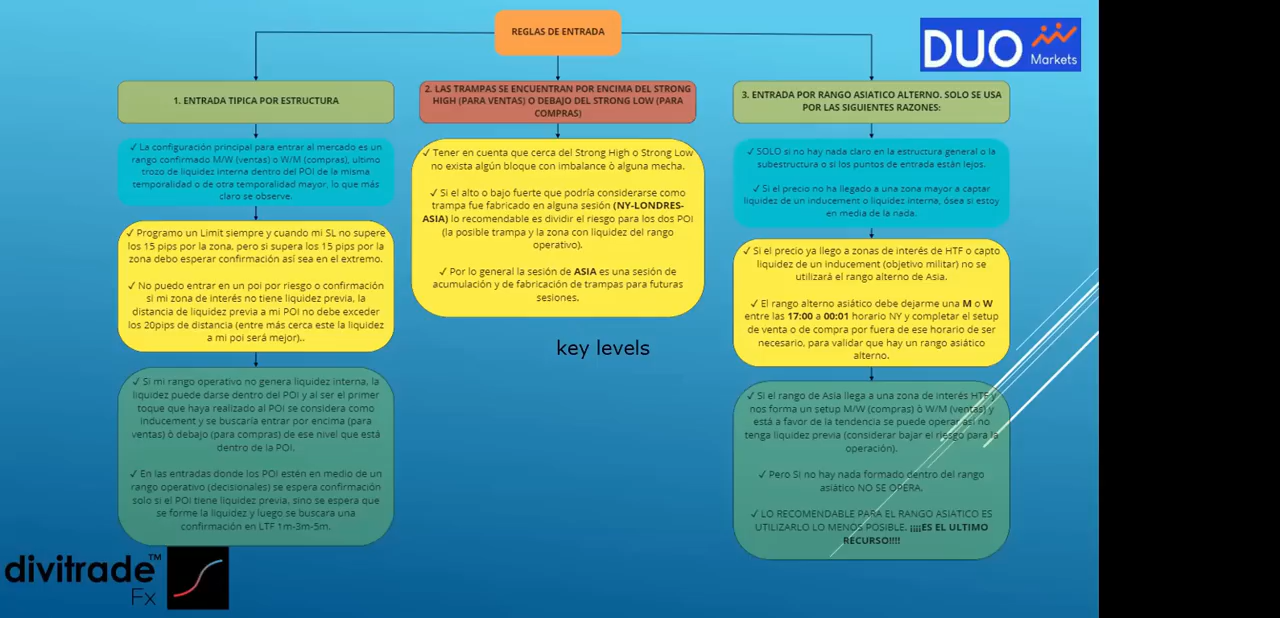 REGLAS DE ENTRADA
DUO
Markets
1. ENTRADA TIPICA POR ESTRUCTURA
✓ La configuración principal para entrar al mercado es un
rango confirmado M/W (ventas) o W/M (compras), ultimo
trozo de liquidez interna dentro del POI de la misma
temporalidad o de otra temporalidad mayor, lo que más
claro se observe.
✓ Programo un Limit siempre y cuando mi SL no supere
los 15 pips por la zona, pero si supera los 15 pips por la
zona debo esperar confirmación así sea en el extremo.
✓ No puedo entrar en un poi por riesgo o confirmación
si mi zona de interés no tiene liquidez previa, la
distancia de liquidez previa a mi POI no debe exceder
los 20pips de distancia (entre más cerca este la liquidez
a mi poi será mejor)..
✓ Si mi rango operativo no genera liquidez interna, la
liquidez puede darse dentro del POI y al ser el primer
toque que haya realizado al POI se considera como
inducement y se buscaría entrar por encima (para
ventas) ò debajo (para compras) de ese nivel que está
dentro de la POI.
✓ En las entradas donde los POI estén en medio de un
rango operativo (decisionales) se espera confirmación
solo si el POI tiene liquidez previa, sino se espera que
se forme la liquidez y luego se buscara una
confirmación en LTF 1m-3m-5m.
2. LAS TRAMPAS SE ENCUENTRAN POR ENCIMA DEL STRONG
HIGH (PARA VENTAS) O DEBAJO DEL STRONG LOW (PARA
COMPRAS)
✓ Tener en cuenta que cerca del Strong High o Strong Low
no exista algún bloque con imbalance ò alguna mecha.
✓ Si el alto o bajo fuerte que podría considerarse como
trampa fue fabricado en alguna sesión (NY-LONDRES-
ASIA) lo recomendable es dividir el riesgo para los dos POI
(la posible trampa y la zona con liquidez del rango
operativo).
✓ Por lo general la sesión de ASIA es una sesión de
acumulación y de fabricación de trampas para futuras
sesiones.
key levels
3. ENTRADA POR RANGO ASIATICO ALTERNO. SOLO SE USA
POR LAS SIGUIENTES RAZONES:
✓ SOLO si no hay nada claro en la estructura general o la
subestructura o si los puntos de entrada están lejos.
✓ Si el precio no ha llegado a una zona mayor a captar
liquidez de un inducement o liquidez interna, ósea si estoy
en media de la nada.
✓ Si el precio ya llego a zonas de interés de HTF o capto
liquidez de un inducement (objetivo militar) no se
utilizará el rango alterno de Asia.
✓ El rango alterno asiático debe dejarme una M o W
entre las 17:00 a 00:01 horario NY y completar el setup
de venta o de compra por fuera de ese horario de ser
necesario, para validar que hay un rango asiático
alterno.
✓ Si el rango de Asia llega a una zona de interés HTF y
nos forma un setup M/W (compras) ò W/M (ventas) y
está a favor de la tendencia se puede operar así no
tenga liquidez previa (considerar bajar el riesgo para la
operación).
✓ Pero Si no hay nada formado dentro del rango
asiático NO SE OPERA.
✓ LO RECOMENDABLE PARA EL RANGO ASIATICO ES
UTILIZARLO LO MENOS POSIBLE. ¡¡¡¡ES EL ULTIMO
RECURSO!!!!
divitrade™
Fx